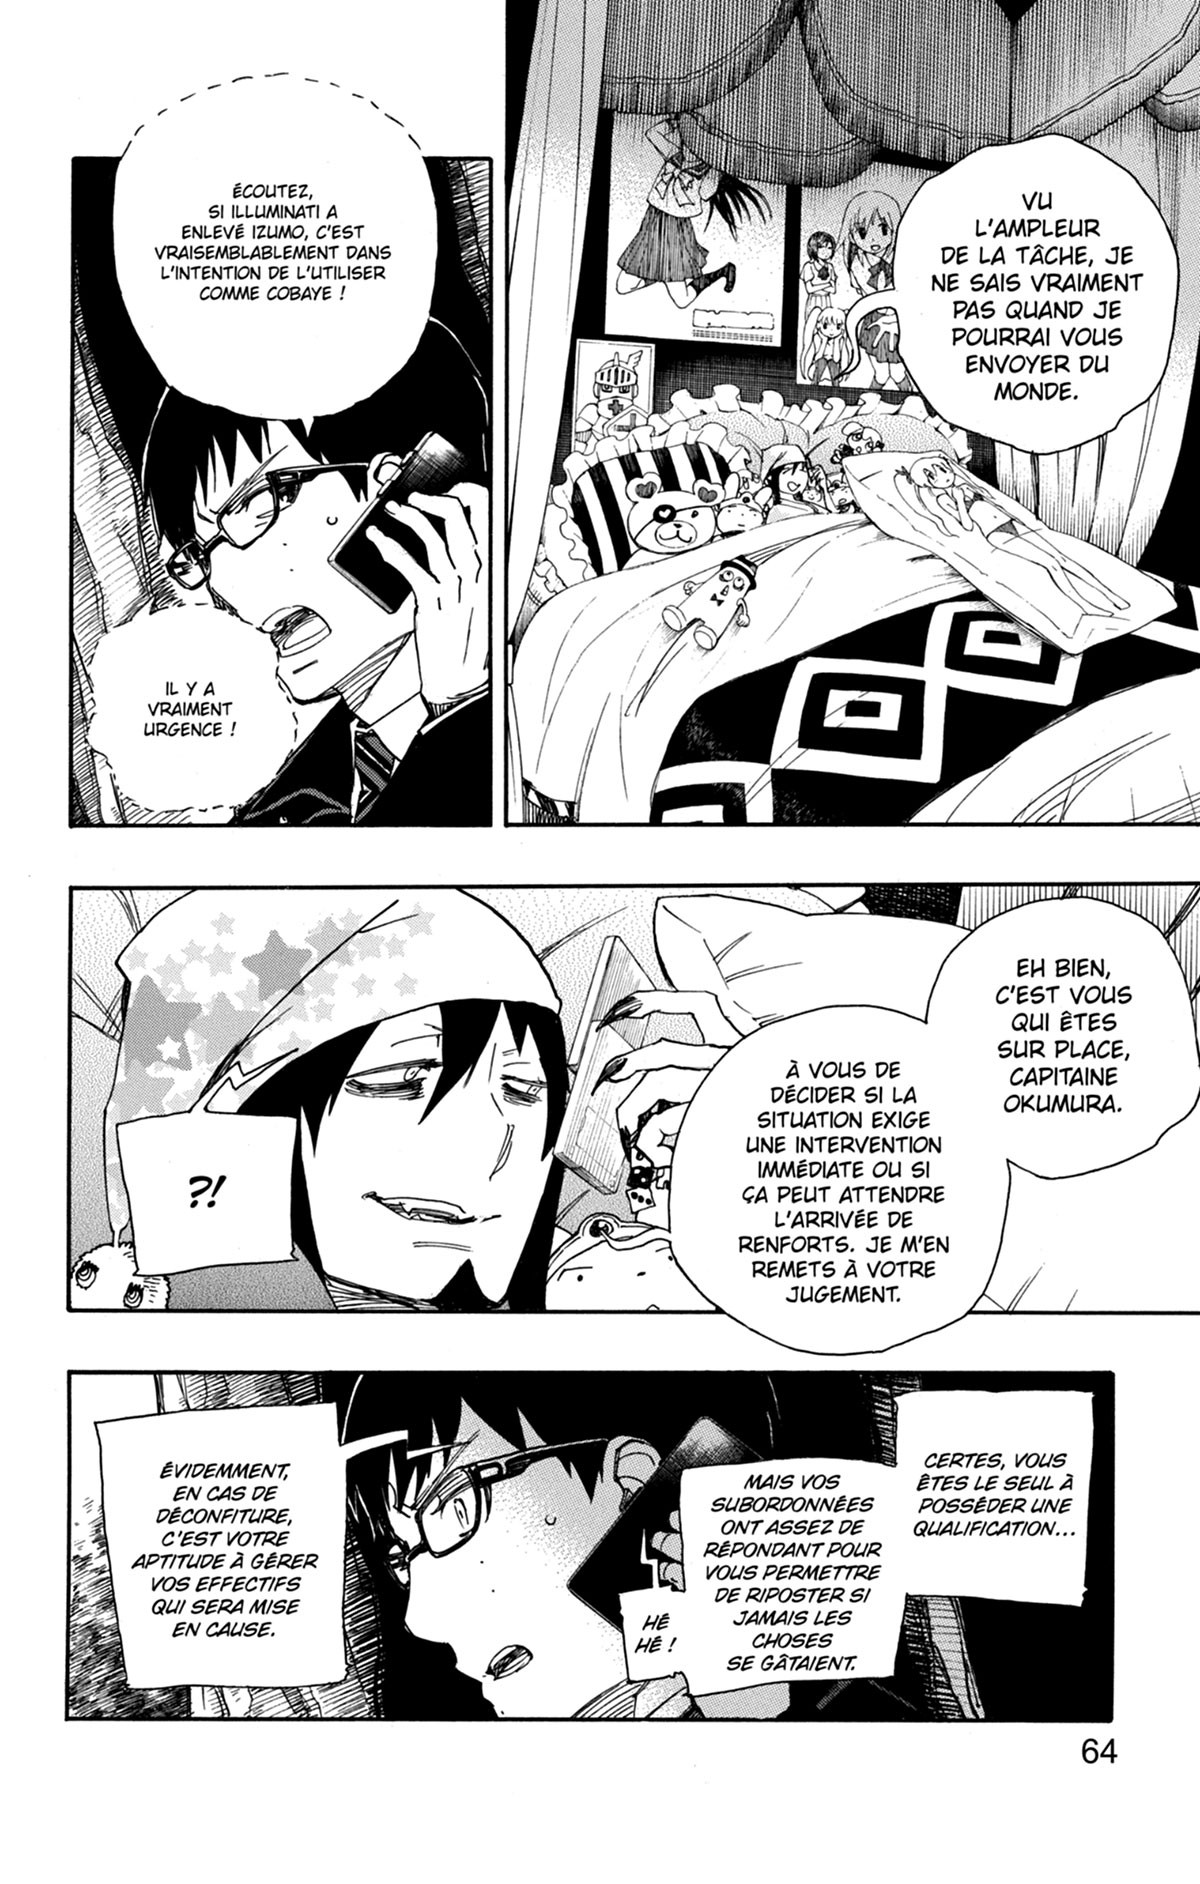 VU
L'AMPLEUR
DE LA TÂCHE, JE
NE SAIS VRAIMENT
PAS QUAND JE
POURRAI VOUS
ENVOYER DU
MONDE.
ÉCOUTEZ,
SI ILLUMINATI A
ENLEVÉ IZUMO, C'EST
VRAISEMBLABLEMENT DANS
L'INTENTION DE L'UTILISER
COMME COBAYE !
IL Y A
VRAIMENT
URGENCE !
EH BIEN,
C'EST VOUS
QUI ÊTES
SUR PLACE,
CAPITAINE
OKUMURA.
À VOUS DE
DÉCIDER SI LA
SITUATION EXIGE
UNE INTERVENTION
IMMÉDIATE OU SI
ÇA PEUT ATTENDRE
L'ARRIVÉE DE
RENFORTS. JE M'EN
REMETS À VOTRE
JUGEMENT.
?!
CERTES, VOUS
ÊTES LE SEUL À
POSSÉDER UNE
QUALIFICATION...
MAIS VOS
SUBORDONNÉES
ONT ASSEZ DE
RÉPONDANT POUR
VOUS PERMETTRE
DE RIPOSTER SI
JAMAIS LES
CHOSES
SE GÂTAIENT.
HÉ
HÉ !
ÉVIDEMMENT,
EN CAS DE
DÉCONFITURE,
C'EST VOTRE
APTITUDE À GÉRER
VOS EFFECTIFS
QUI SERA MISE
EN CAUSE.
64